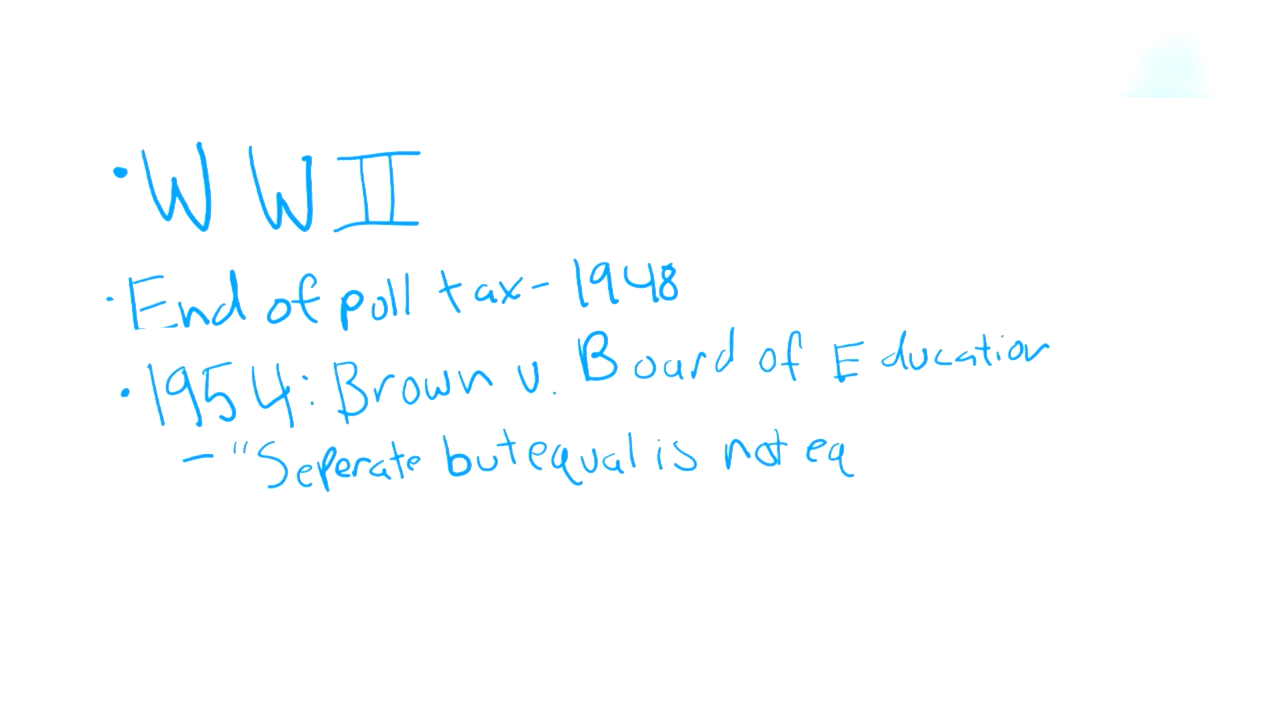 • WWII
• End of poll tax - 1948
• 1954: Brown v. Board of Education
- "Seperate but equal is not eq